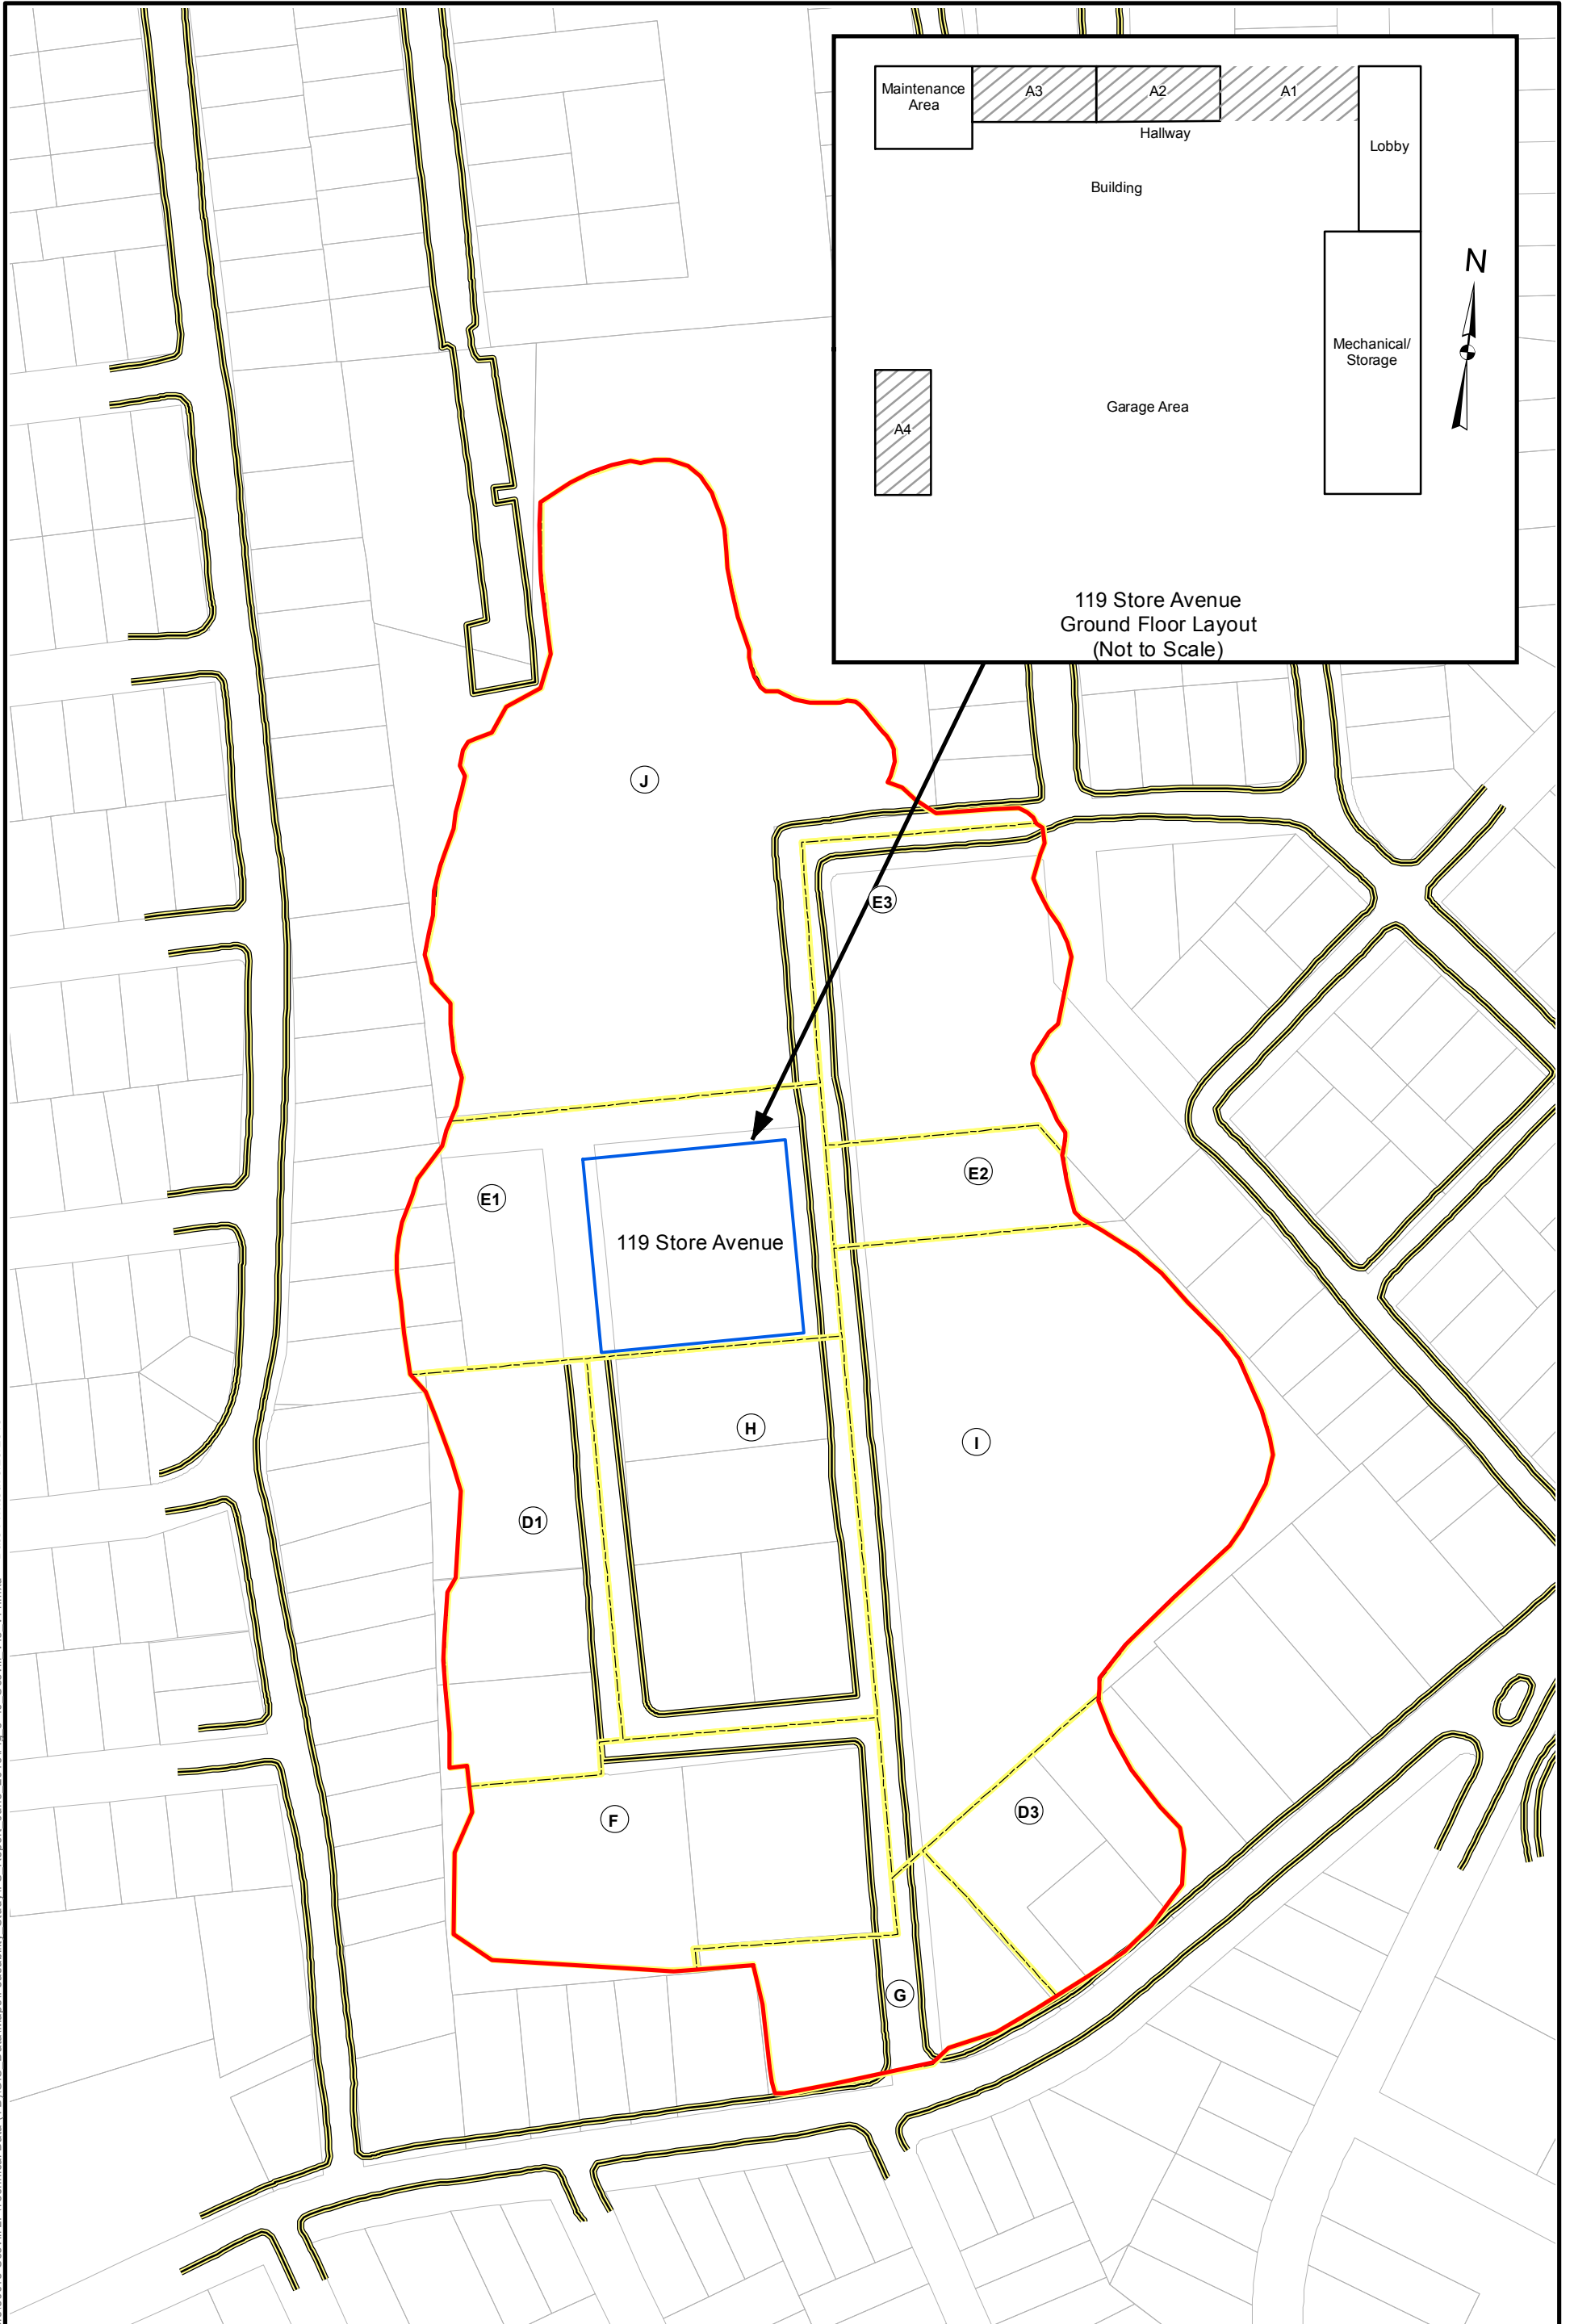 Maintenance
Area
A3
A2
A1
Hallway
Lobby
Building
N
Mechanical/
Storage
Garage Area
A4
119 Store Avenue
Ground Floor Layout
(Not to Scale)
J
E3
E2
E1
119 Store Avenue
H
I
D1
D3
F
G